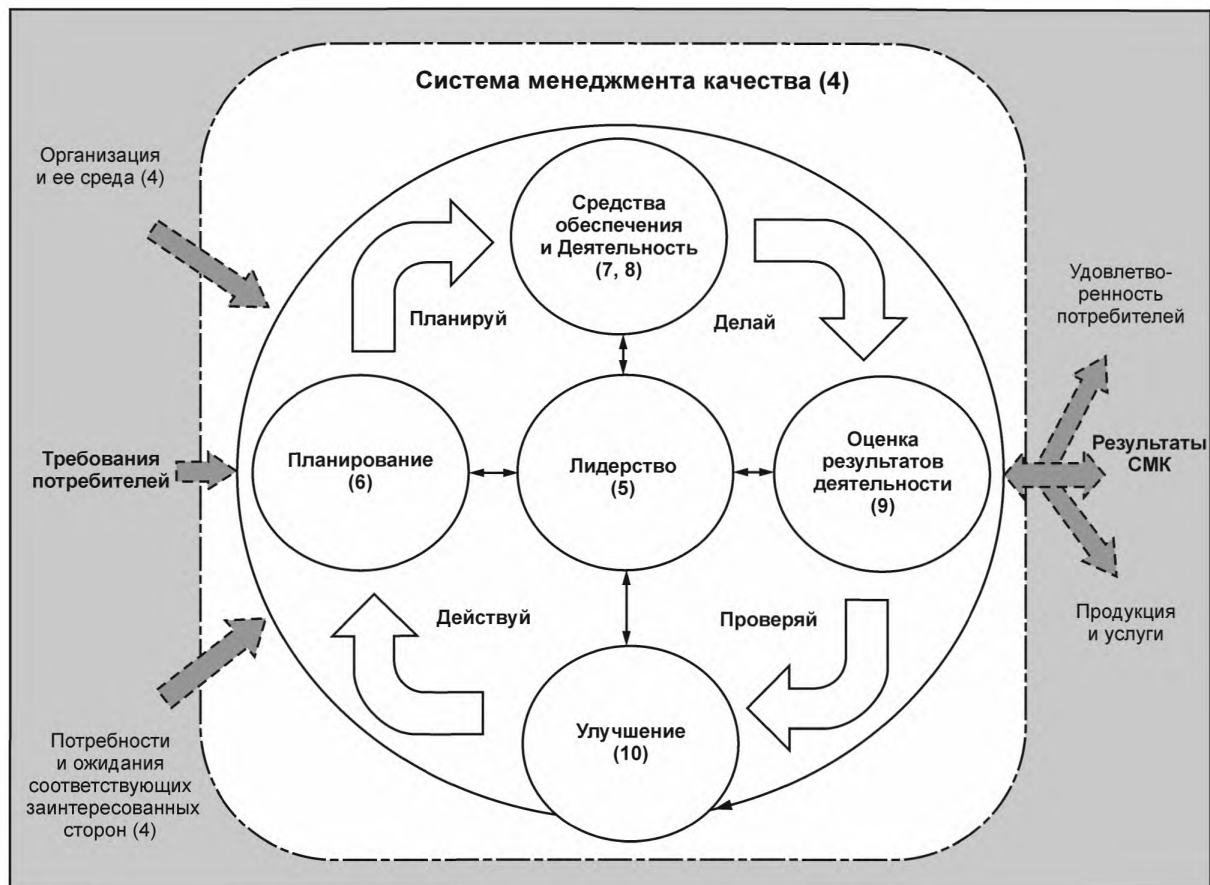 Система менеджмента качества (4)
Организация
и ее среда (4)
Средства
обеспечения
и Деятельность
(7, 8)
Удовлетво-
ренность
потребителей
Планируй
Делай
Требования
потребителей
Планирование
(6)
Лидерство
(5)
Оценка
результатов
деятельности
(9)
Результаты
СМК
Действуй
Проверяй
Продукция
и услуги
Улучшение
(10)
Потребности
и ожидания
соответствующих
заинтересованных
сторон (4)